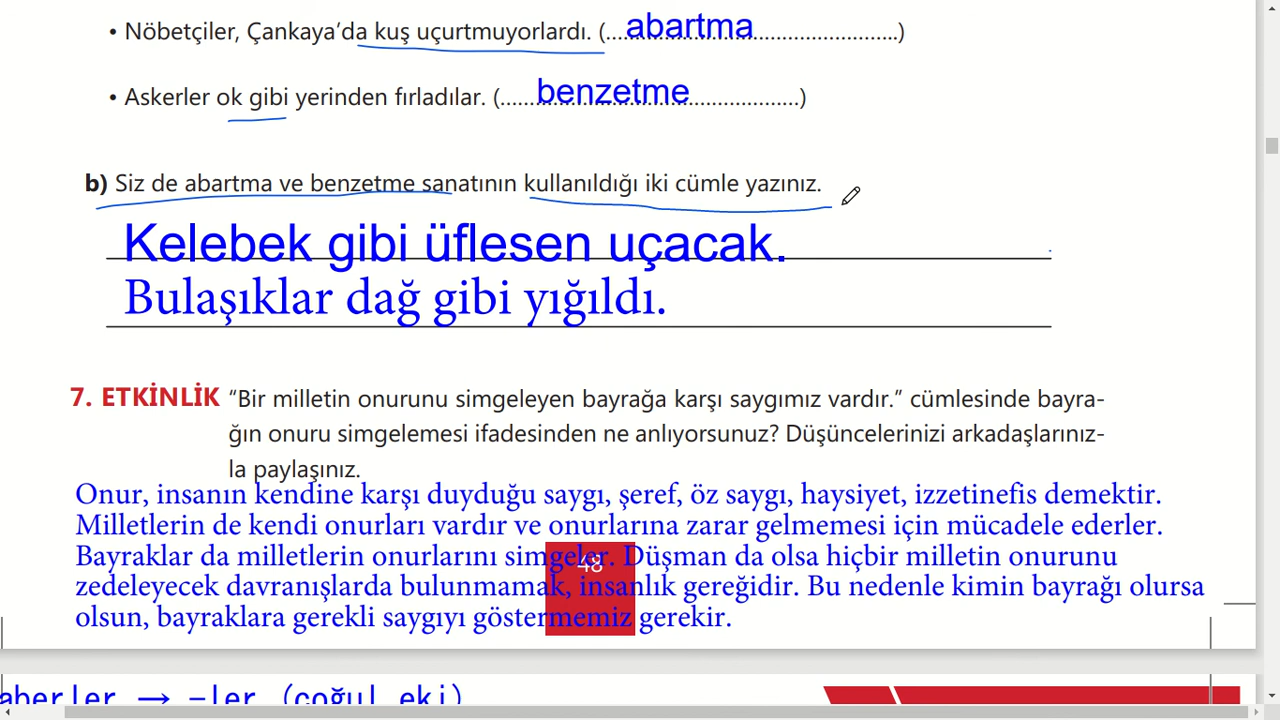 • Nöbetçiler, Çankaya’da kuş uçurtmuyorlardı. (....abartma..............................)
• Askerler ok gibi yerinden fırladılar. (......benzetme......................)
b) Siz de abartma ve benzetme sanatının kullanıldığı iki cümle yazınız.
Kelebek gibi üflesen uçacak.
Bulaşıklar dağ gibi yığıldı.
7. ETKİNLİK “Bir milletin onurunu simgeleyen bayrağa karşı saygımız vardır.” cümlesinde bayra-
ğın onuru simgelemesi ifadesinden ne anlıyorsunuz? Düşüncelerinizi arkadaşlarınız-
la paylaşınız.
Onur, insanın kendine karşı duyduğu saygı, şeref, öz saygı, haysiyet, izzetinefis demektir.
Milletlerin de kendi onurları vardır ve onurlarına zarar gelmemesi için mücadele ederler.
Bayraklar da milletlerin onurlarını simgeler. Düşman da olsa hiçbir milletin onurunu
zedeleyecek davranışlarda bulunmamak, insanlık gereğidir. Bu nedenle kimin bayrağı olursa
olsun, bayraklara gerekli saygıyı göstermemiz gerekir.
48
aberler → -ler (çoğul eki)